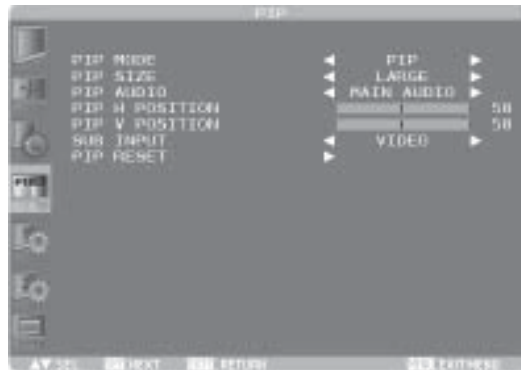 PIP
PIP MODE PIP
PIP SIZE LARGE
PIP AUDIO MAIN AUDIO
PIP H POSITION 50
PIP V POSITION 50
SUB INPUT VIDEO
PIP RESET
SEL NEXT RETURN EXITMENU